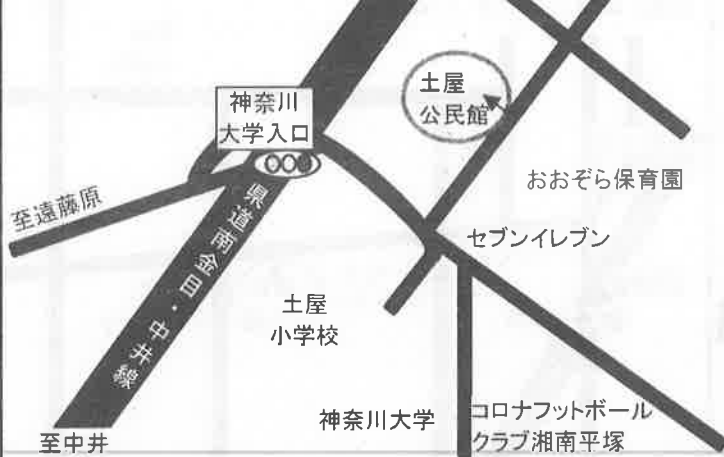 土屋
公民館
神奈川
大学入口
おおぞら保育園
至遠藤原
セブンイレブン
県道南金目・中井線
土屋
小学校
神奈川大学
コロナフットボール
クラブ湘南平塚
至中井